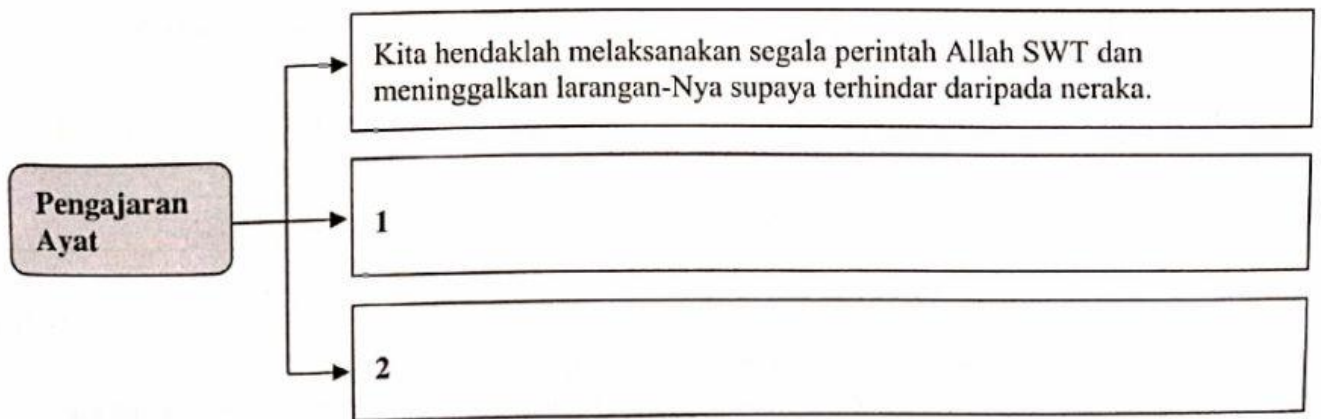 Kita hendaklah melaksanakan segala perintah Allah SWT dan
meninggalkan larangan-Nya supaya terhindar daripada neraka.
Pengajaran
Ayat
1
2